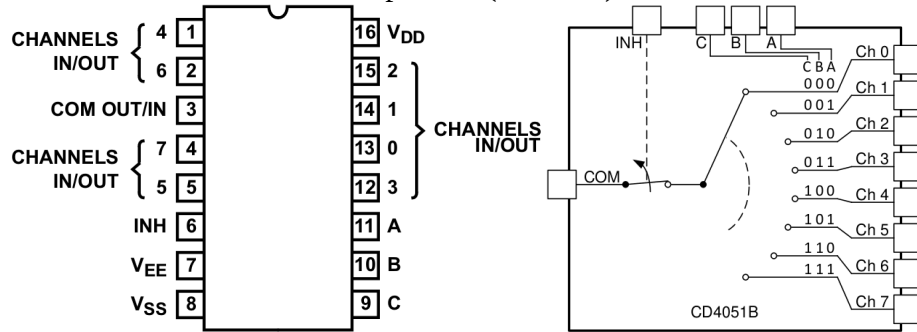 CHANNELS
IN/OUT
4 1
6 2
COM OUT/IN 3
CHANNELS
IN/OUT
7 4
5 5
INH 6
VEE 7
VSS 8
16 VDD
15 2
14 1
13 0
12 3
CHANNELS
IN/OUT
11 A
10 B
9 C
INH C B A
C B A
000 Ch 0
001 Ch 1
010 Ch 2
011 Ch 3
100 Ch 4
101 Ch 5
110 Ch 6
111 Ch 7
COM
CD4051B